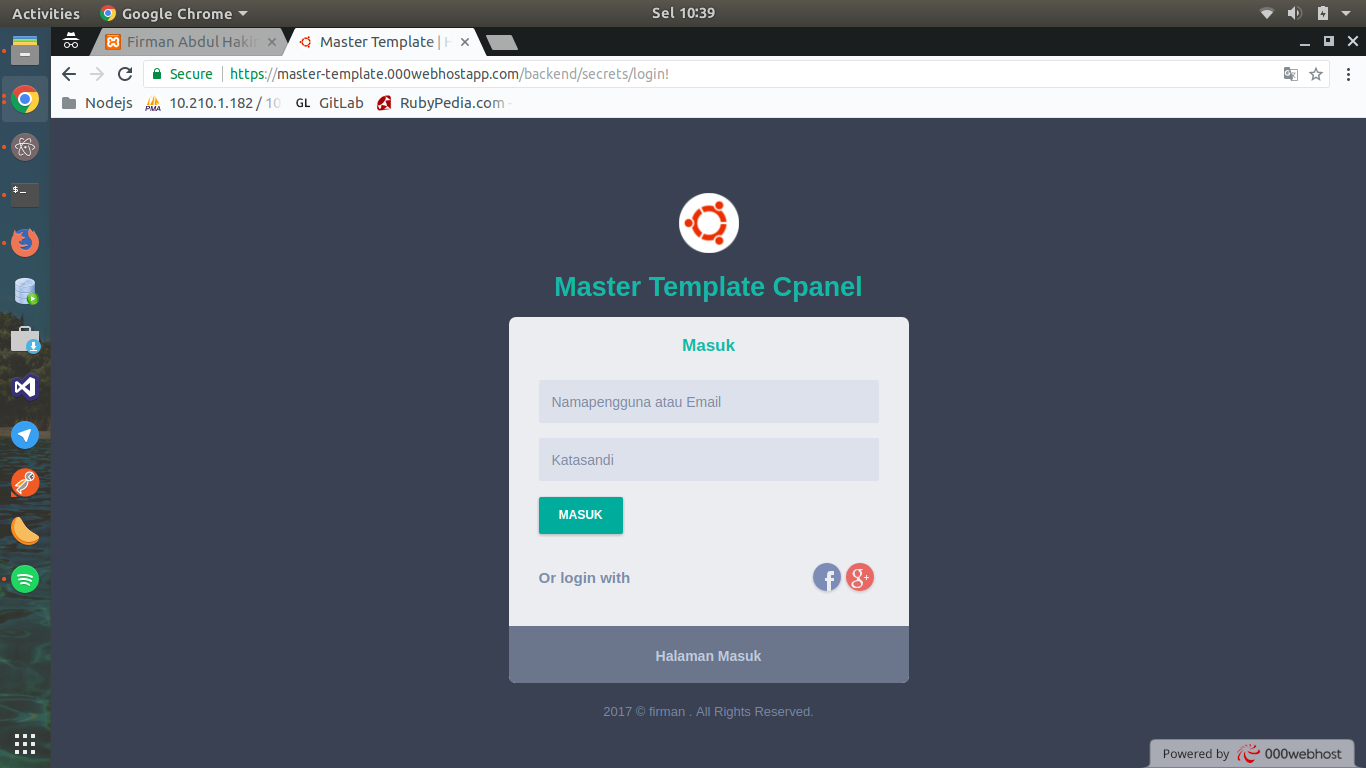 Activities Google Chrome Sel 10:39
Firman Abdul Hakim Master Template | H
Secure https://master-template.000webhostapp.com/backend/secrets/login!
Nodejs PMA 10.210.1.182 / 10 GL GitLab RubyPedia.com -
$_
Master Template Cpanel
Masuk
Namapengguna atau Email
Katasandi
MASUK
Or login with f g+
Halaman Masuk
2017 © firman . All Rights Reserved.
Powered by 000webhost